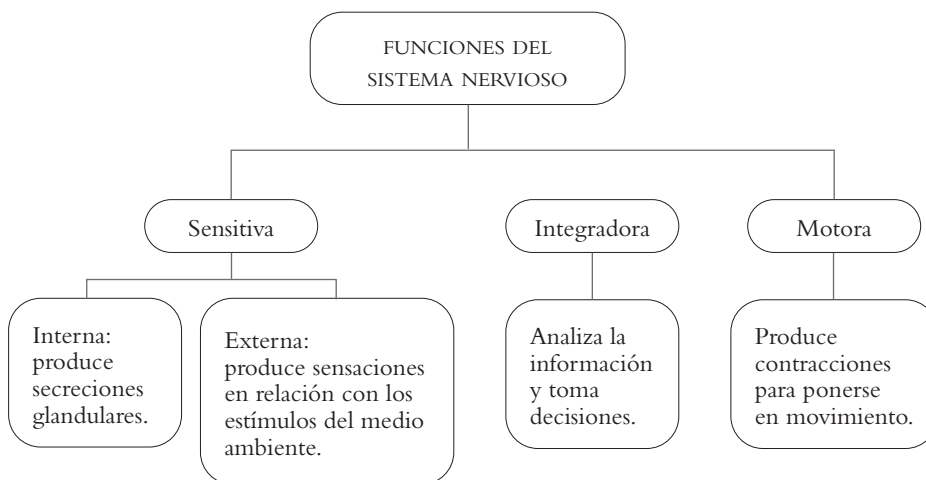 FUNCIONES DEL
SISTEMA NERVIOSO
Sensitiva
Integradora
Motora
Interna:
produce
secreciones
glandulares.
Externa:
produce sensaciones
en relación con los
estímulos del medio
ambiente.
Analiza la
información
y toma
decisiones.
Produce
contracciones
para ponerse
en movimiento.